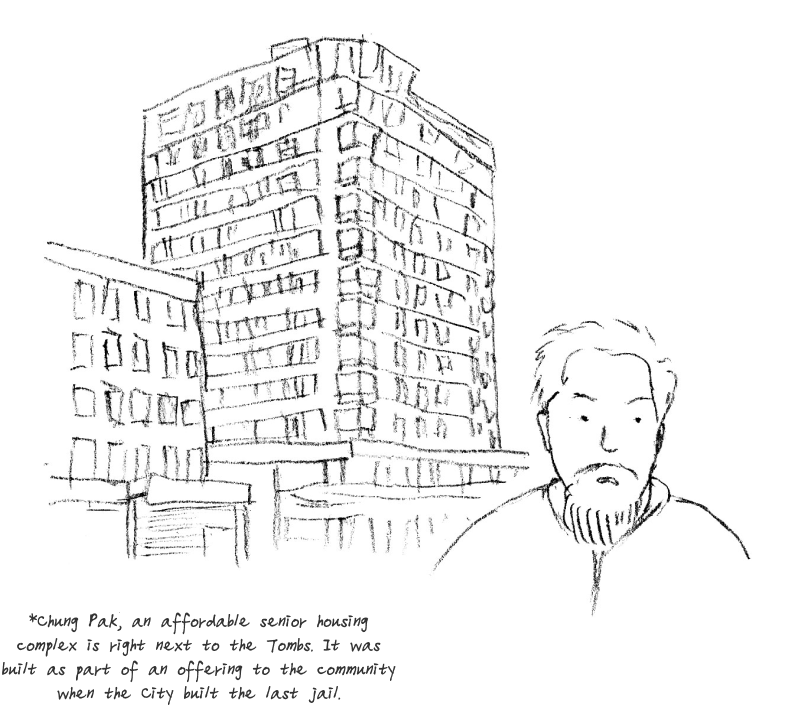 *Chung Pak, an affordable senior housing
complex is right next to the Tombs. It was
built as part of an offering to the community
when the City built the last jail.